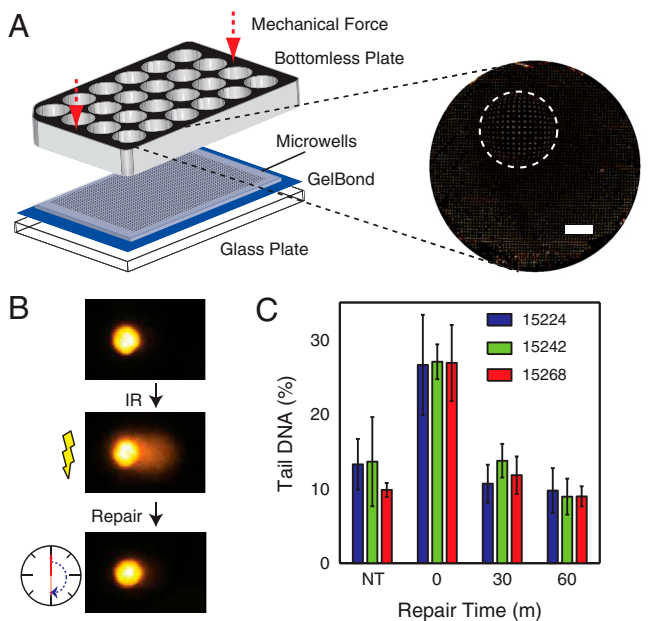 A
Mechanical Force
Bottomless Plate
Microwells
GelBond
Glass Plate
B
IR
Repair
C
15224
15242
15268
Tail DNA (%)
30
20
10
0
NT
0
30
60
Repair Time (m)